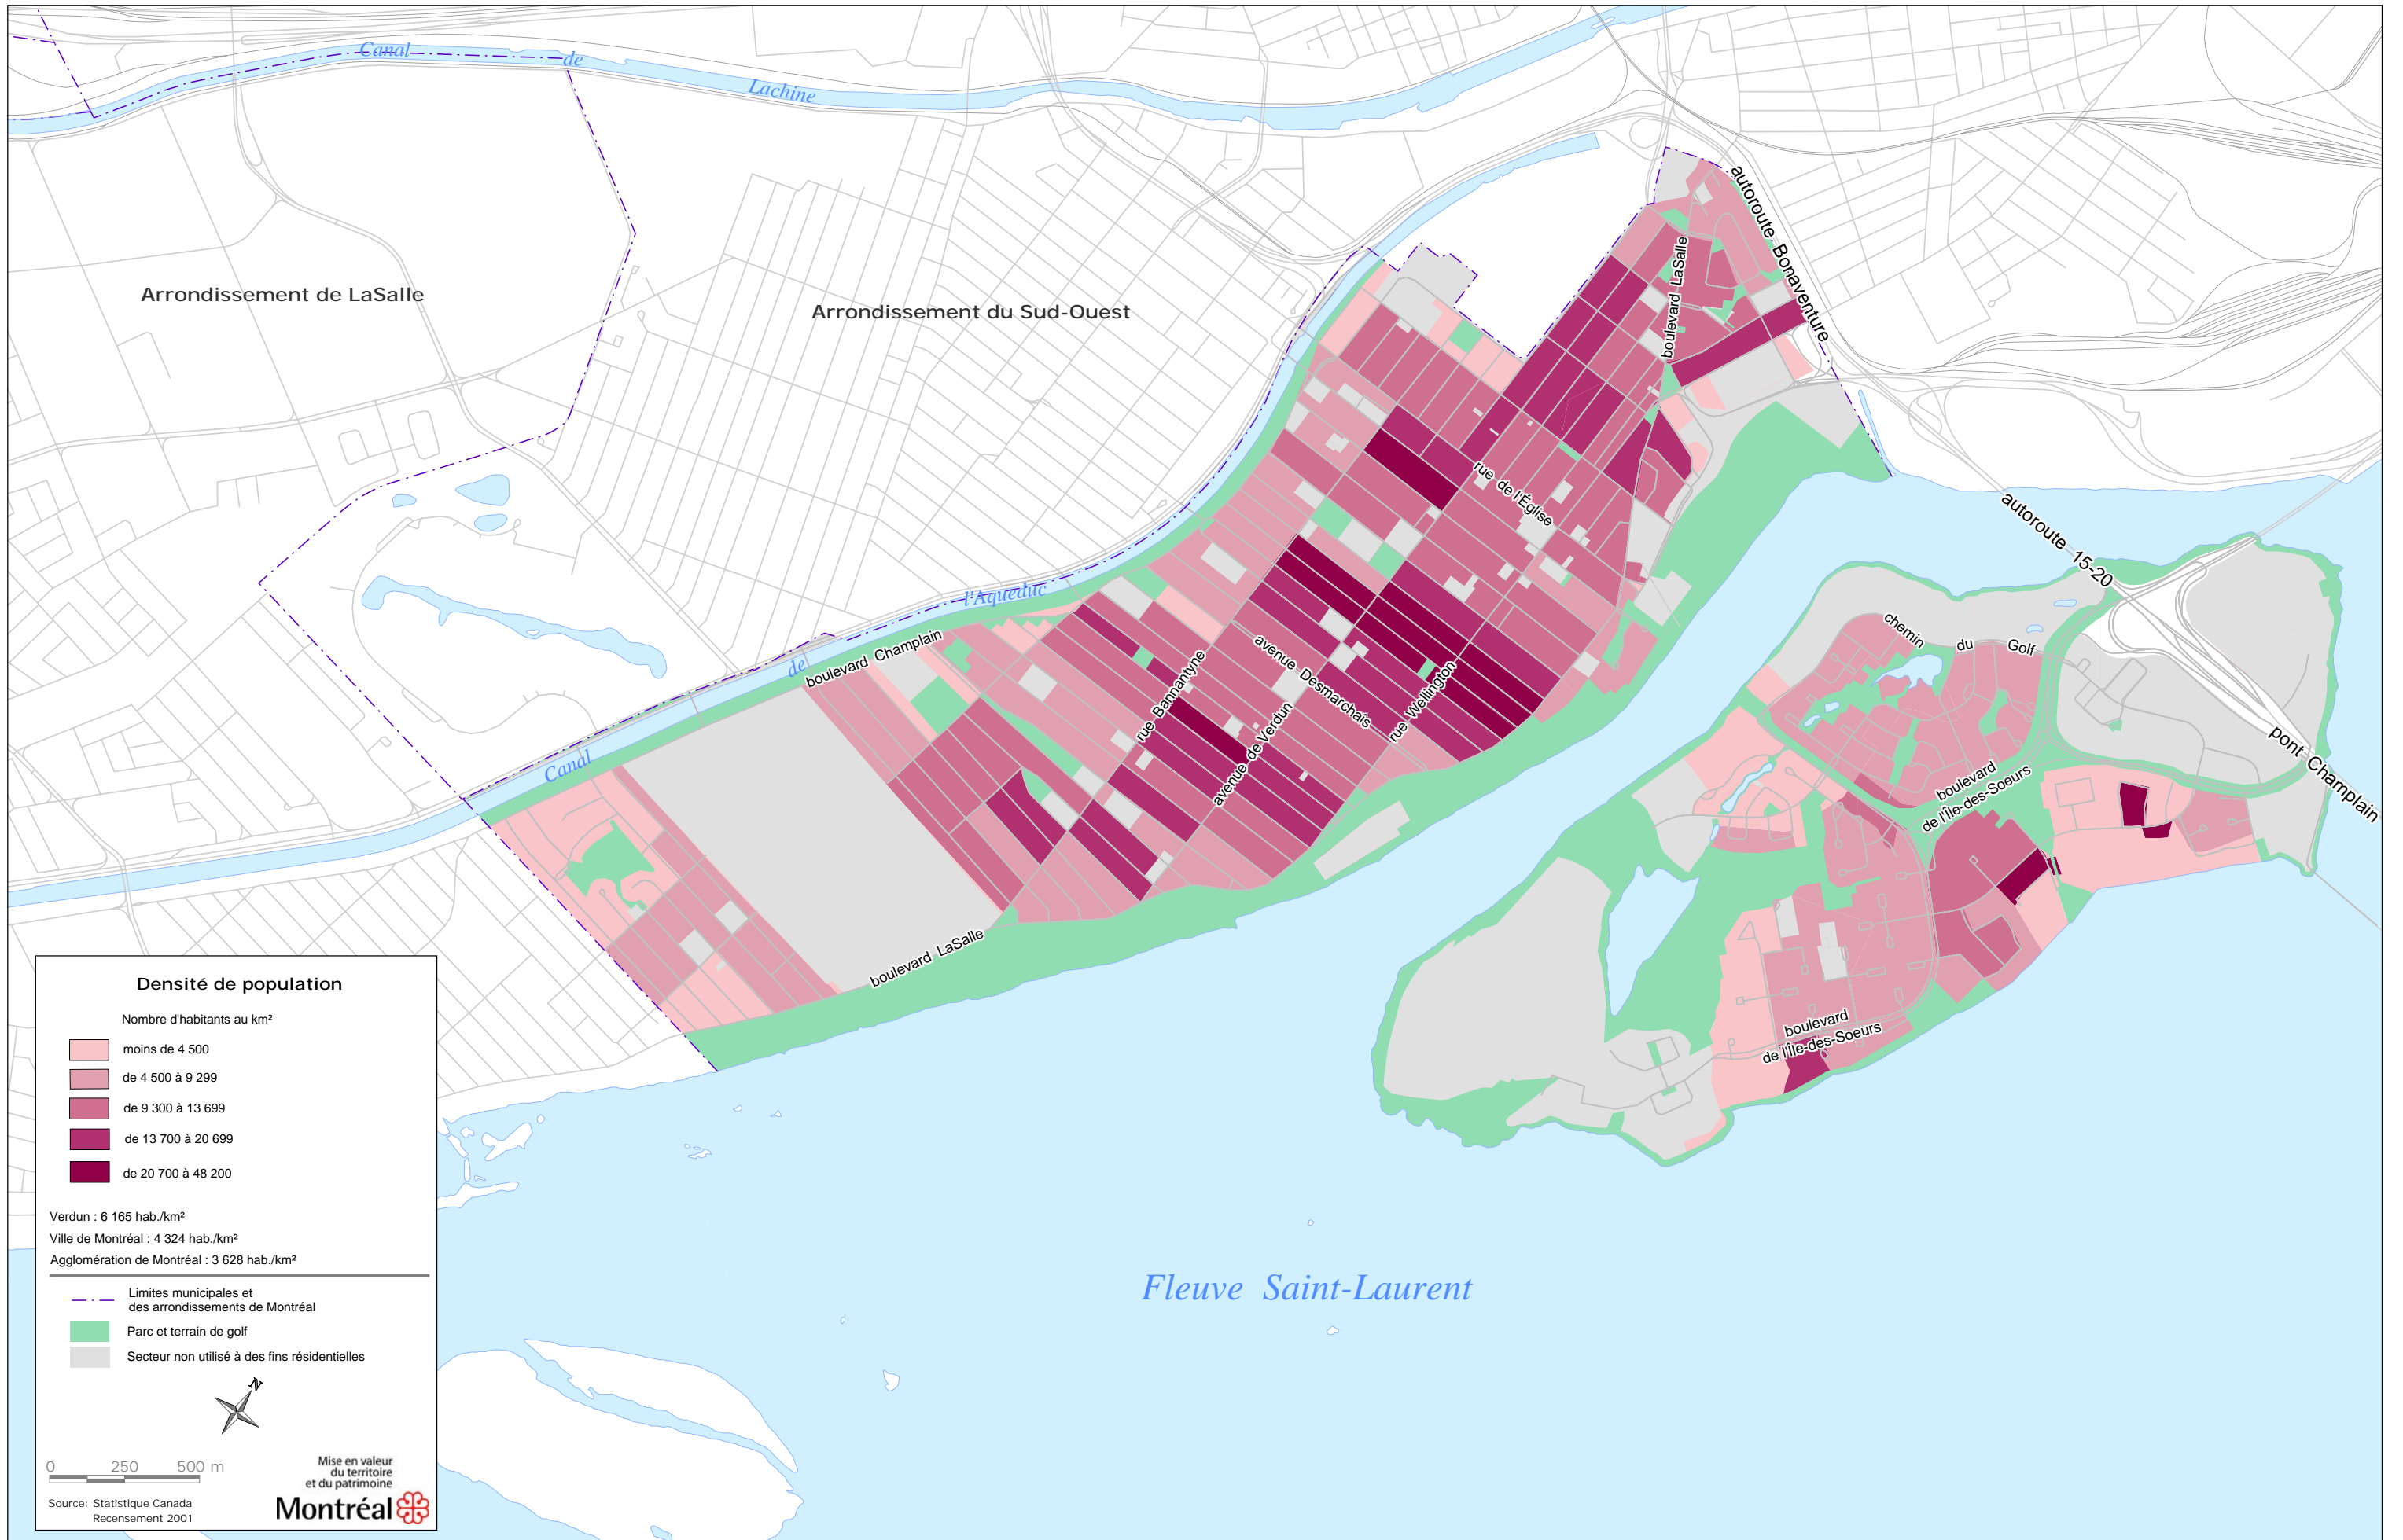 Canal
de
Lachine
Arrondissement de LaSalle
Arrondissement du Sud-Ouest
autoroute Bonaventure
boulevard LaSalle
rue de l'Église
autoroute 15-20
chemin du Golf
pont Champlain
boulevard
de l'Île-des-Soeurs
Canal
de
l'Aqueduc
boulevard Champlain
rue Bannantyne
avenue de Verdun
avenue Desmarchais
rue Wellington
boulevard LaSalle
boulevard
de l'Île-des-Soeurs
Fleuve Saint-Laurent
Densité de population
Nombre d'habitants au km²
moins de 4 500
de 4 500 à 9 299
de 9 300 à 13 699
de 13 700 à 20 699
de 20 700 à 48 200
Verdun : 6 165 hab./km²
Ville de Montréal : 4 324 hab./km²
Agglomération de Montréal : 3 628 hab./km²
Limites municipales et
des arrondissements de Montréal
Parc et terrain de golf
Secteur non utilisé à des fins résidentielles
N
0 250 500 m
Source: Statistique Canada
Recensement 2001
Mise en valeur
du territoire
et du patrimoine
Montréal